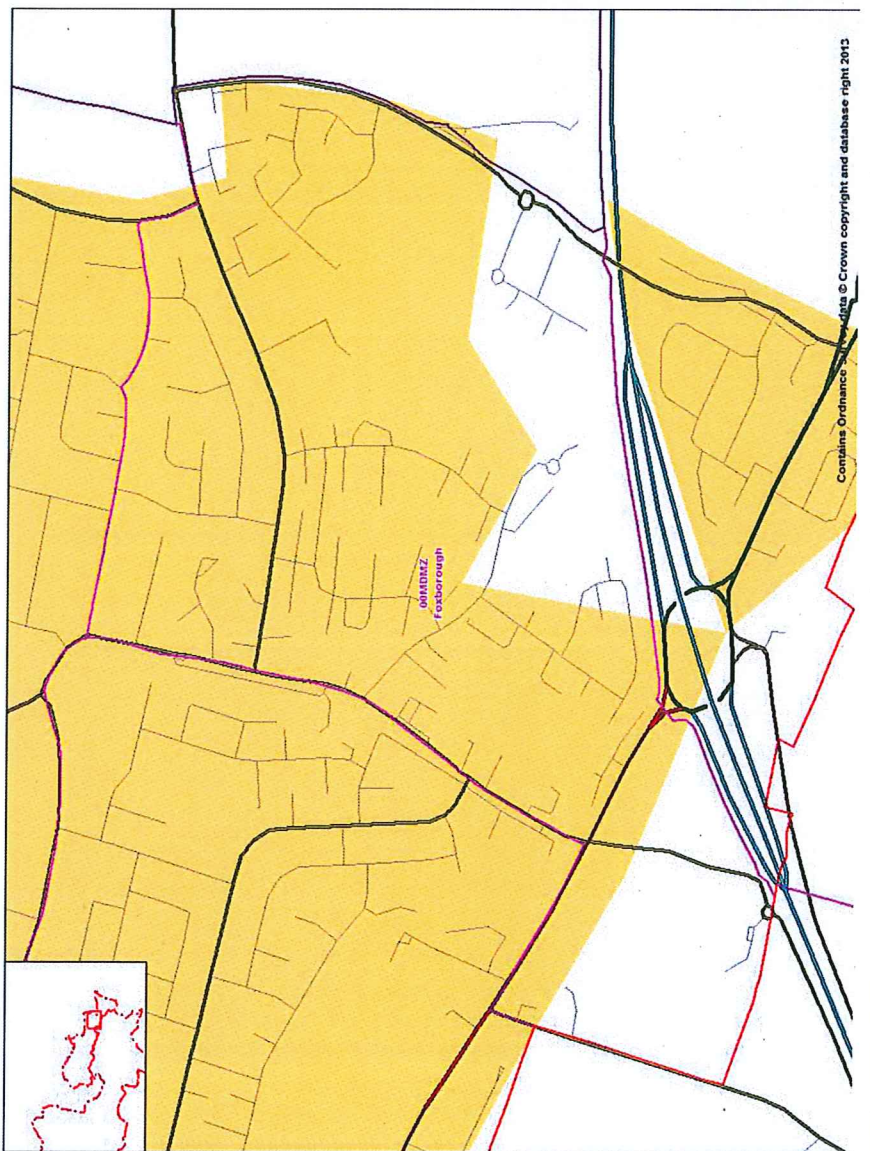 00MDMZ
Foxborough
Contains Ordnance Survey data © Crown copyright and database right 2013